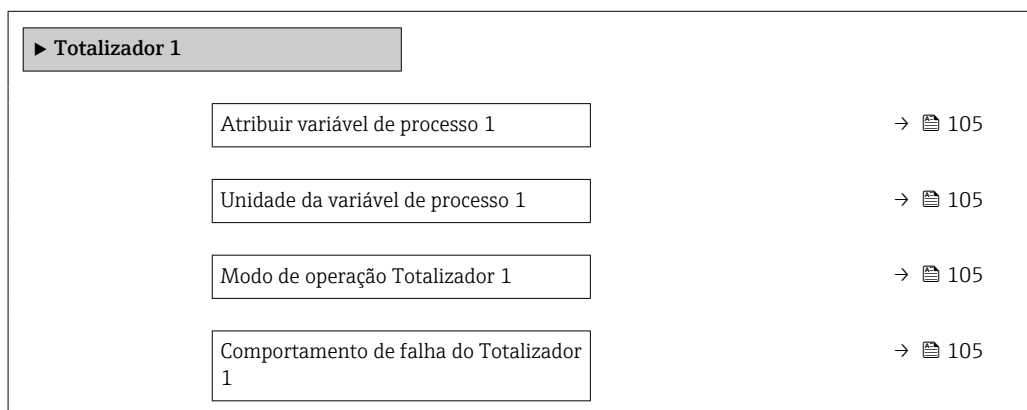 ▶ Totalizador 1
Atribuir variável de processo 1 → 105
Unidade da variável de processo 1 → 105
Modo de operação Totalizador 1 → 105
Comportamento de falha do Totalizador → 105
1